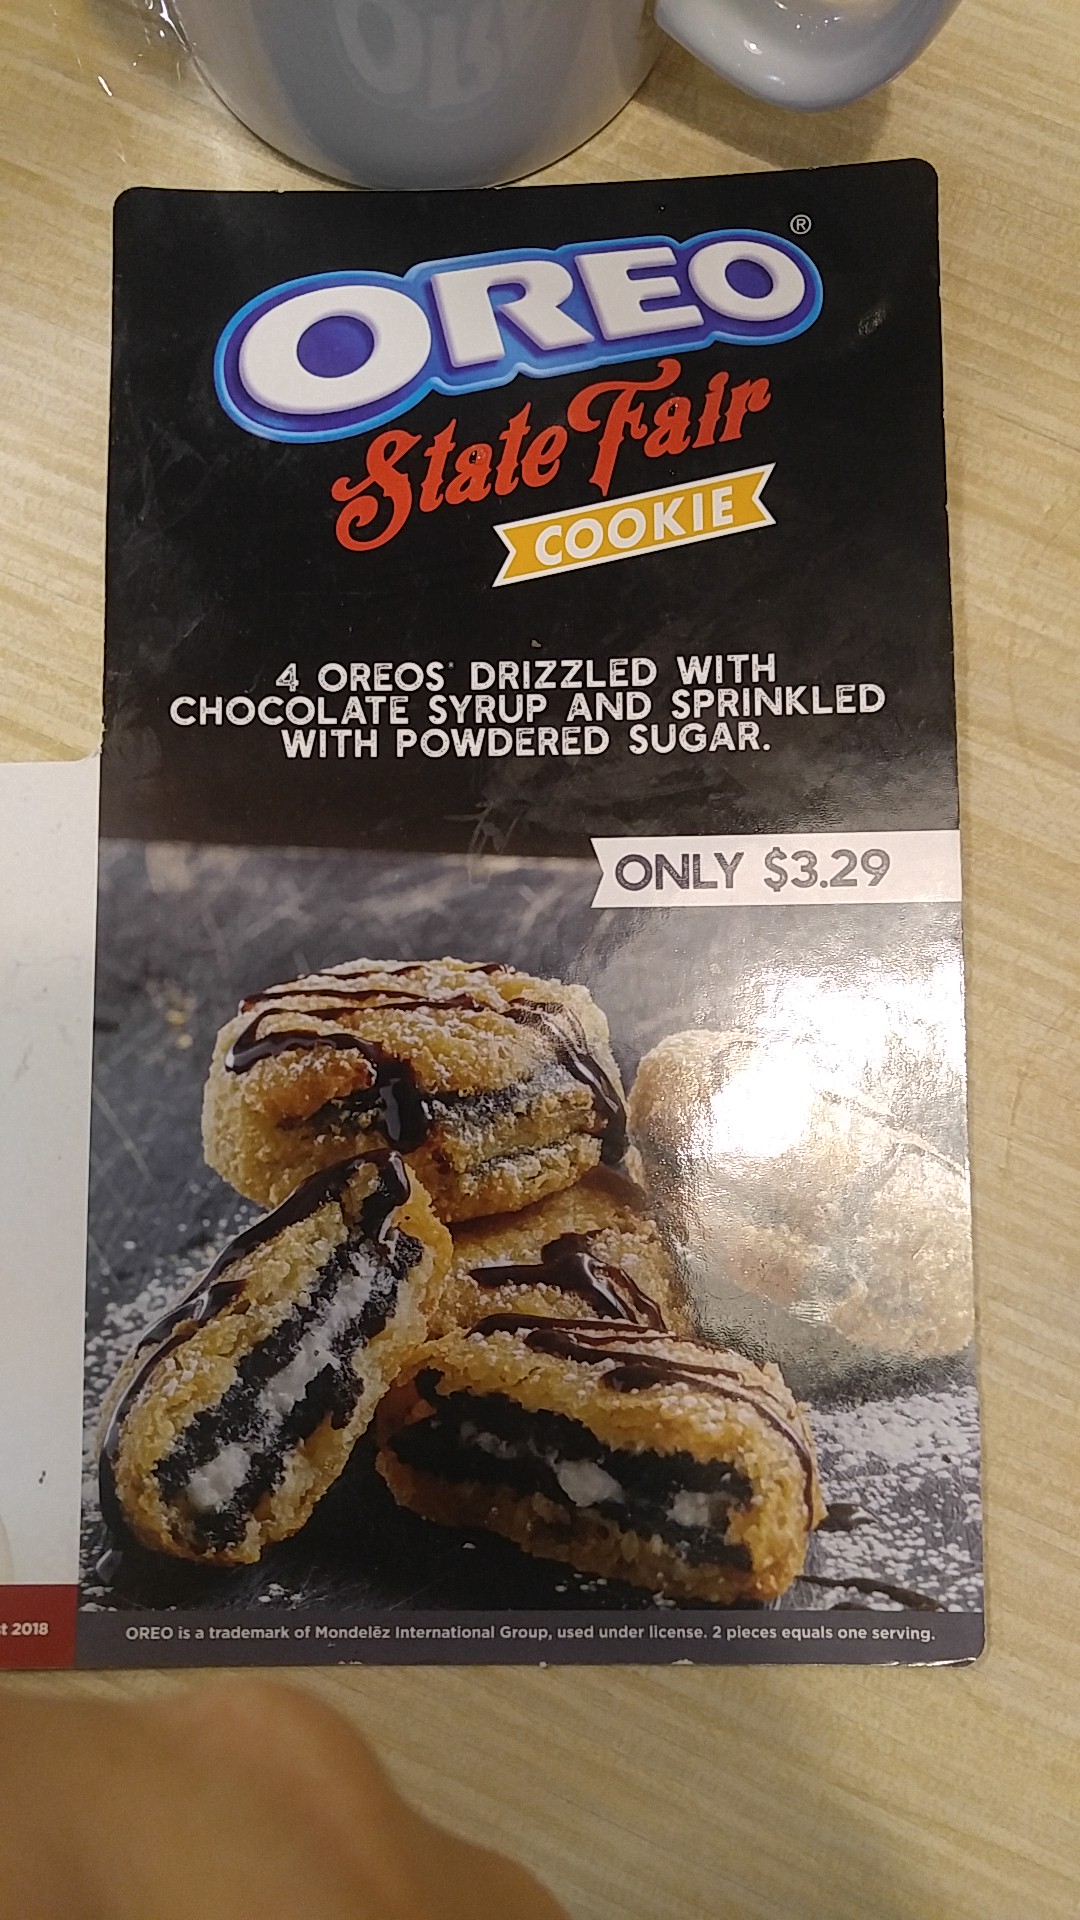 OREO®
State Fair
COOKIE
4 OREOS® DRIZZLED WITH
CHOCOLATE SYRUP AND SPRINKLED
WITH POWDERED SUGAR.
ONLY $3.29
2018
OREO is a trademark of Mondelēz International Group, used under license. 2 pieces equals one serving.